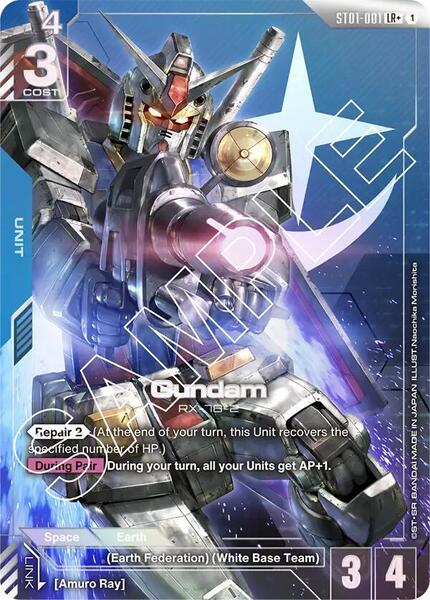 ST01-001 LR+ 1
4
3
COST
UNIT
SAMPLE
Gundam
RX-78-2
Repair 2 (At the end of your turn, this Unit recovers the
specified number of HP.)
During Pair During your turn, all your Units get AP+1.
Space Earth
(Earth Federation) (White Base Team)
LINK
[Amuro Ray]
3 4
©ST·SR BANDAI MADE IN JAPAN ILLUST.Naochika Morishita